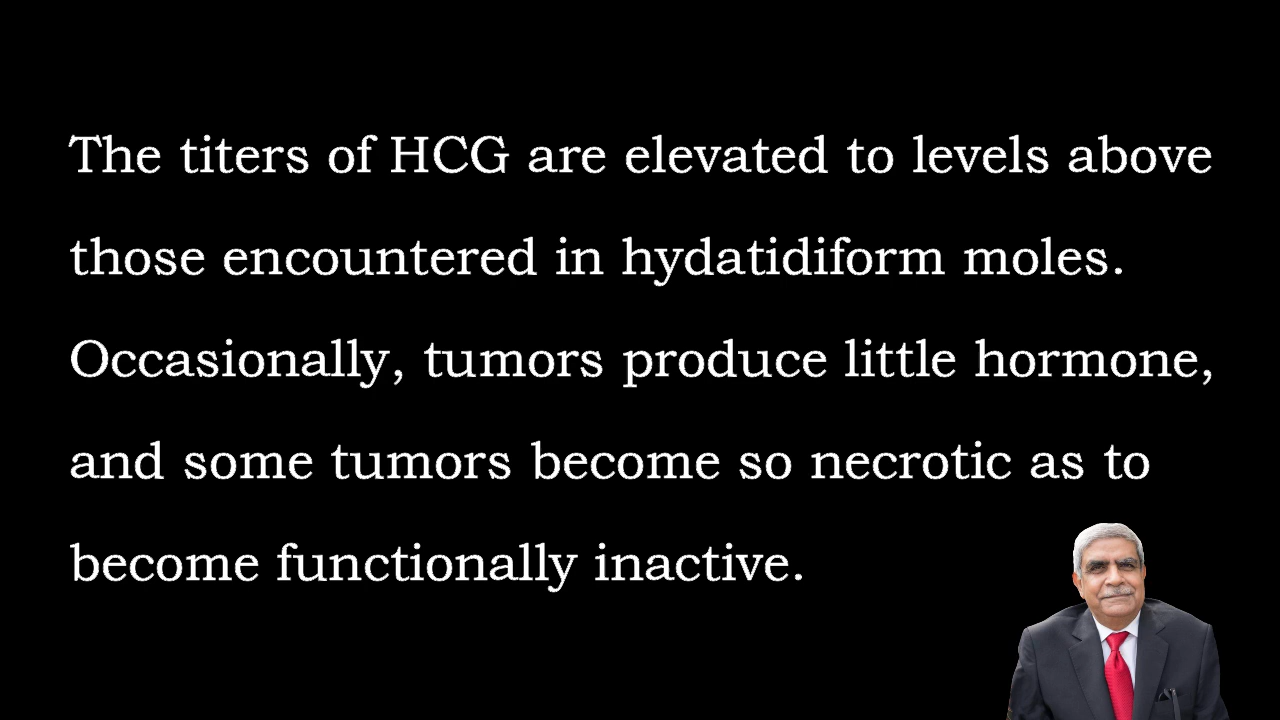 The titers of HCG are elevated to levels above
those encountered in hydatidiform moles.
Occasionally, tumors produce little hormone,
and some tumors become so necrotic as to
become functionally inactive.